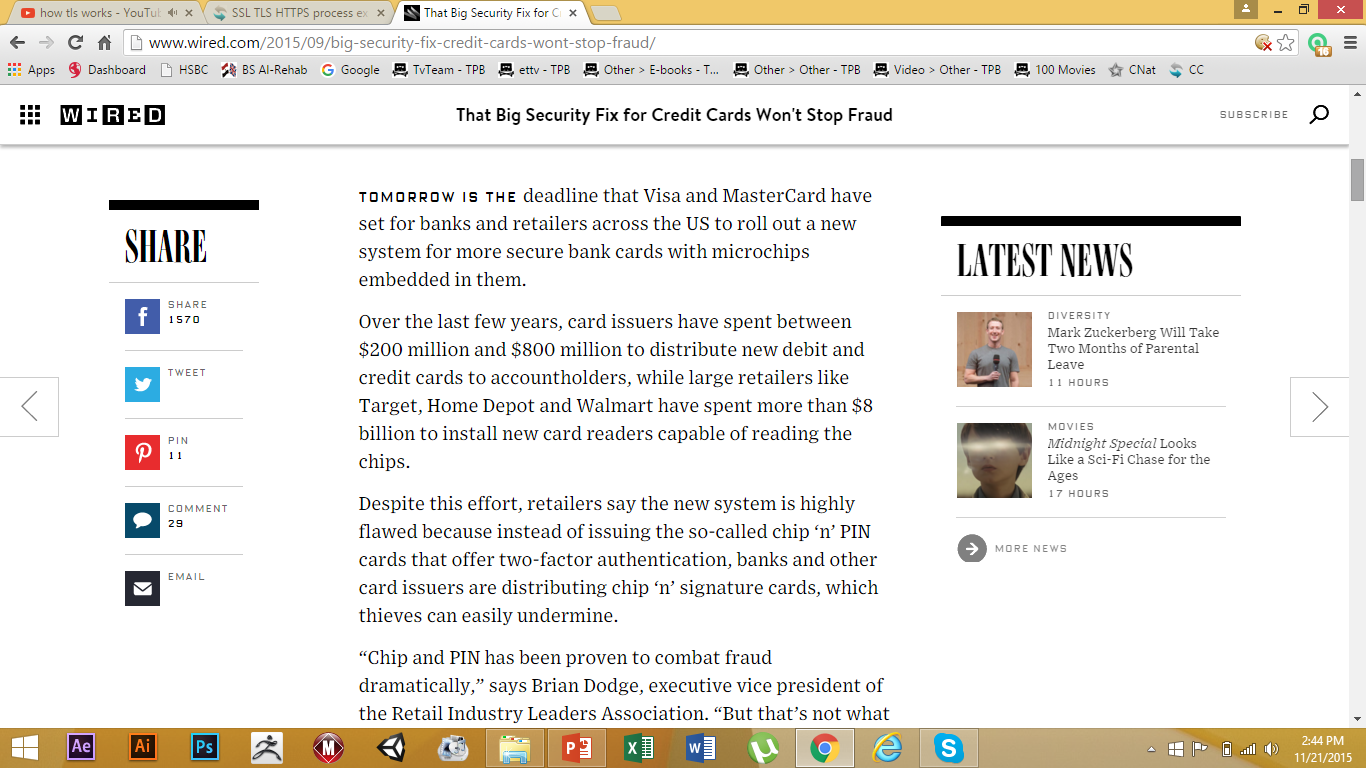 how tls works - YouTu
SSL TLS HTTPS process ex
That Big Security Fix for C
www.wired.com/2015/09/big-security-fix-credit-cards-wont-stop-fraud/
16
Apps
Dashboard
HSBC
BS Al-Rehab
Google
TvTeam - TPB
ettv - TPB
Other > E-books - T...
Other > Other - TPB
Video > Other - TPB
100 Movies
CNat
CC
WIRED
That Big Security Fix for Credit Cards Won't Stop Fraud
SUBSCRIBE
SHARE
SHARE
1570
TWEET
PIN
11
COMMENT
29
EMAIL
TOMORROW IS THE deadline that Visa and MasterCard have
set for banks and retailers across the US to roll out a new
system for more secure bank cards with microchips
embedded in them.
Over the last few years, card issuers have spent between
$200 million and $800 million to distribute new debit and
credit cards to accountholders, while large retailers like
Target, Home Depot and Walmart have spent more than $8
billion to install new card readers capable of reading the
chips.
Despite this effort, retailers say the new system is highly
flawed because instead of issuing the so-called chip ‘n’ PIN
cards that offer two-factor authentication, banks and other
card issuers are distributing chip ‘n’ signature cards, which
thieves can easily undermine.
“Chip and PIN has been proven to combat fraud
dramatically,” says Brian Dodge, executive vice president of
the Retail Industry Leaders Association. “But that’s not what
LATEST NEWS
DIVERSITY
Mark Zuckerberg Will Take
Two Months of Parental
Leave
11 HOURS
MOVIES
Midnight Special Looks
Like a Sci-Fi Chase for the
Ages
17 HOURS
MORE NEWS
Ae
Ai
Ps
M
P
X
W
S
2:44 PM
11/21/2015